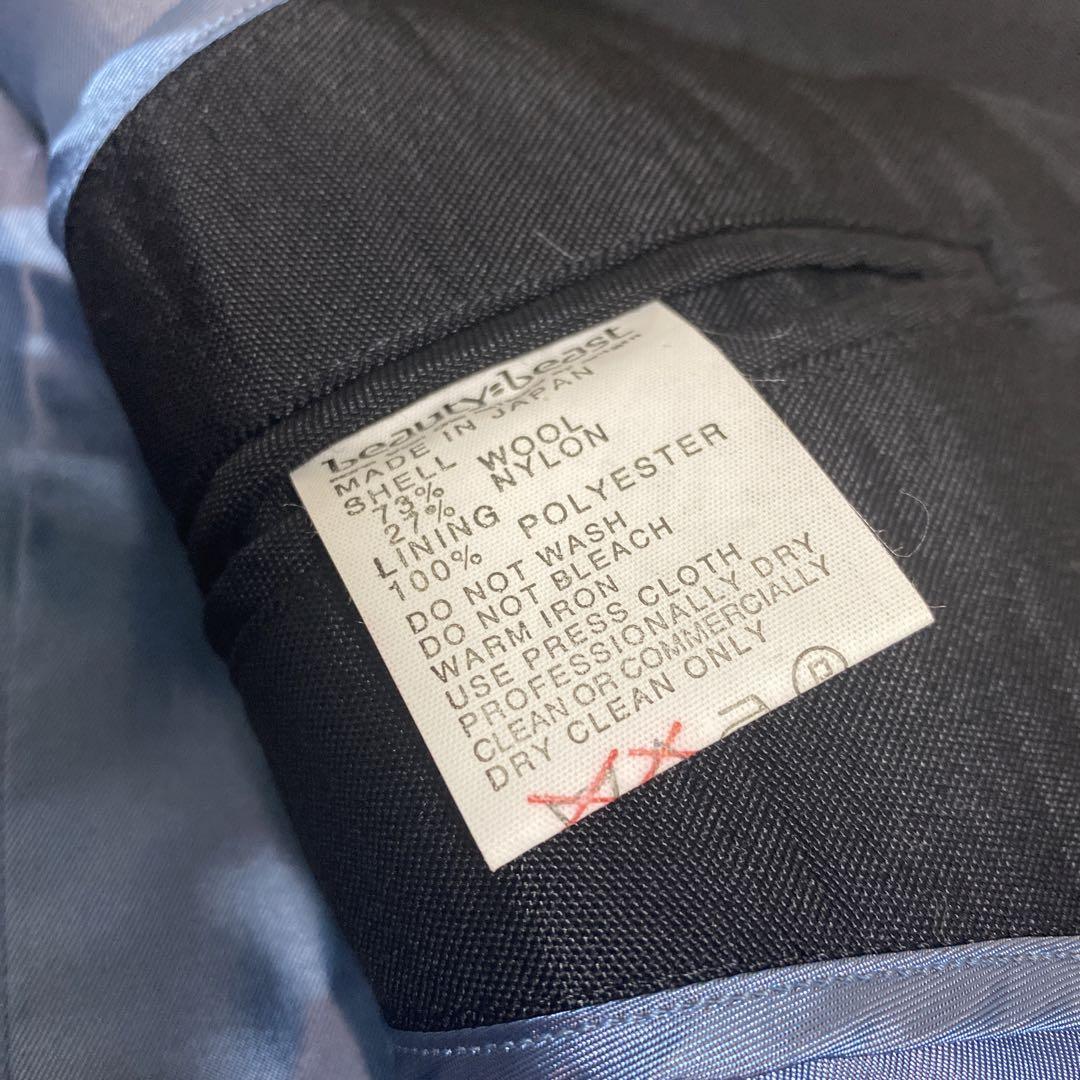 beauty:beast
MADE IN JAPAN
SHELL WOOL
73% NYLON
27%
LINING POLYESTER
100%
DO NOT WASH
DO NOT BLEACH
WARM IRON
USE PRESS CLOTH
PROFESSIONALLY DRY
CLEAN OR COMMERCIALLY
DRY CLEAN ONLY